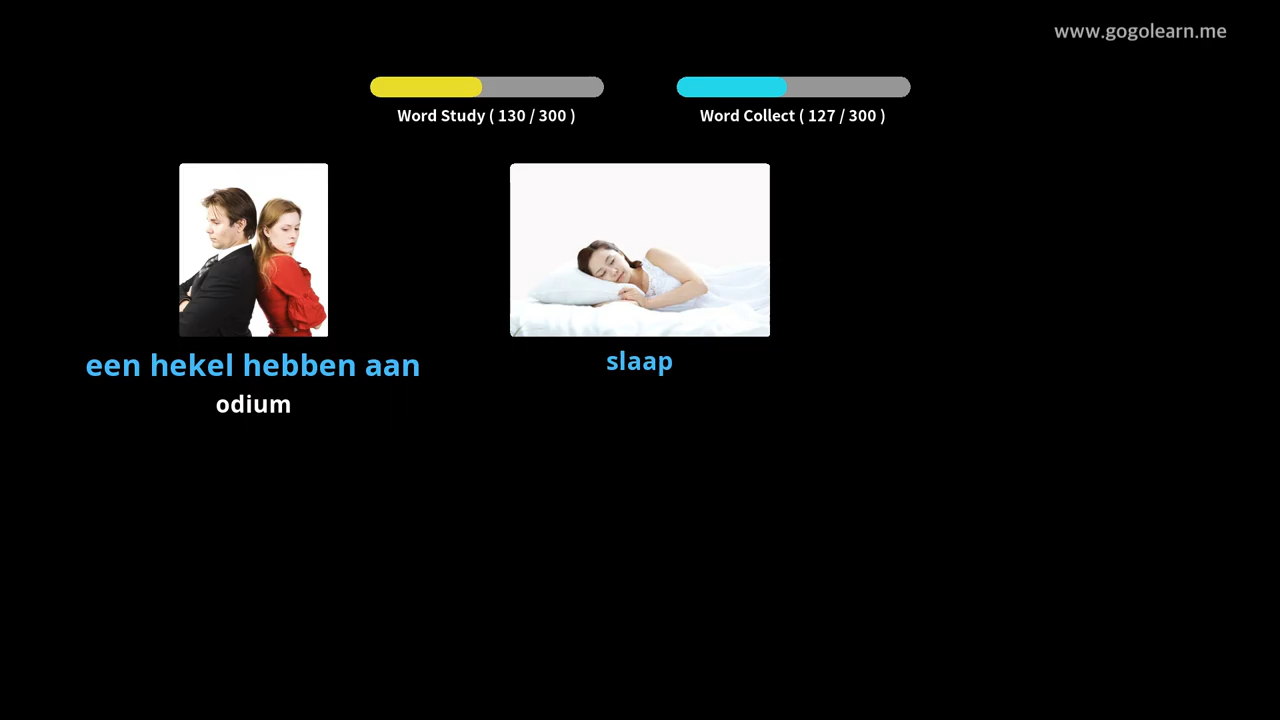 www.gogolearn.me
Word Study ( 130 / 300 )
Word Collect ( 127 / 300 )
een hekel hebben aan
odium
slaap